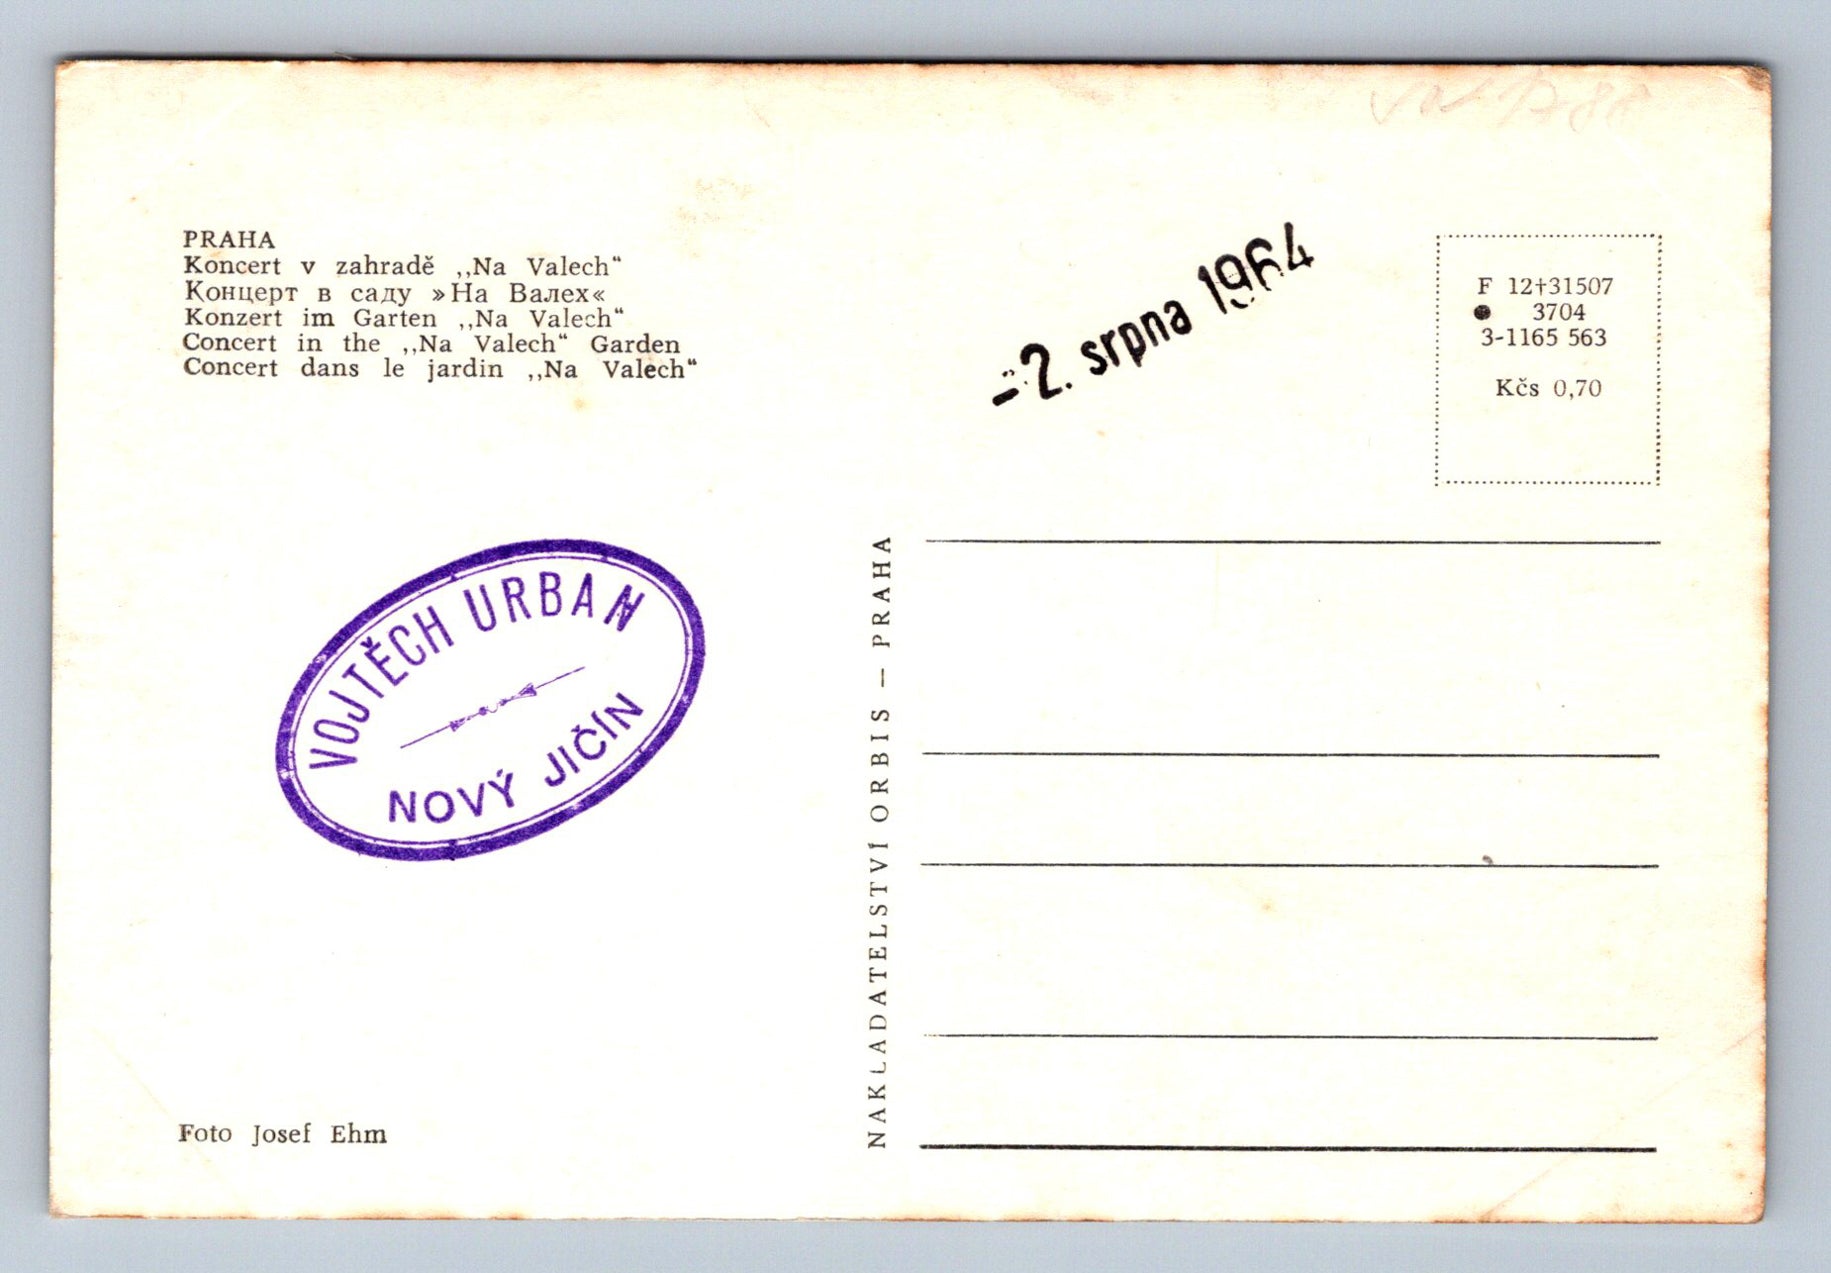 PRAHA
Koncert v zahradě ,,Na Valech“
Концерт в саду »На Валех«
Konzert im Garten ,,Na Valech“
Concert in the ,,Na Valech“ Garden
Concert dans le jardin ,,Na Valech“
-2. srpna 1964
F 12†31507
● 3704
3-1165 563
Kčs 0,70
VOJTĚCH URBAN
NOVÝ JIČÍN
NAKLADATELSTVÍ ORBIS — PRAHA
Foto Josef Ehm